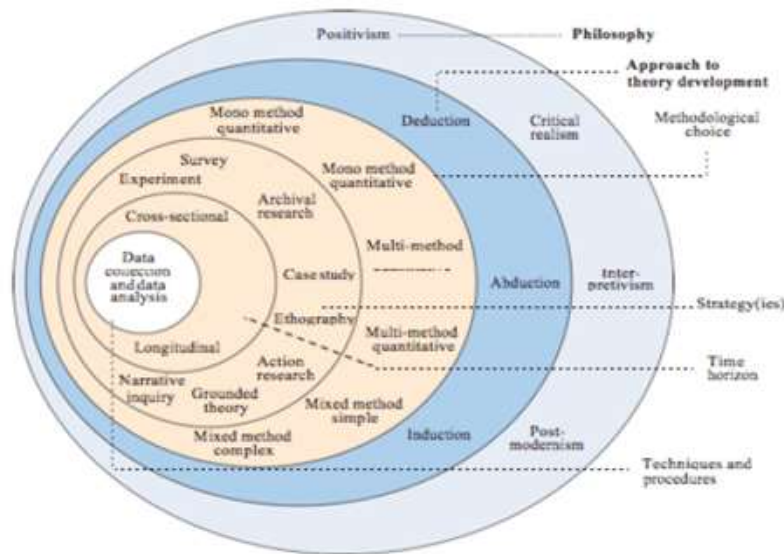 Positivism
Philosophy
Approach to
theory development
Mono method
quantitative
Deduction
Critical
realism
Methodological
choice
Survey
Experiment
Mono method
quantitative
Archival
research
Cross-sectional
Data
collection
and data
analysis
Multi-method
Case study
Abduction
Inter-
pretivism
Strategy(ies)
Ethography
Multi-method
quantitative
Longitudinal
Time
horizon
Action
research
Narrative
inquiry
Grounded
theory
Mixed method
simple
Mixed method
complex
Induction
Post-
modernism
Techniques and
procedures